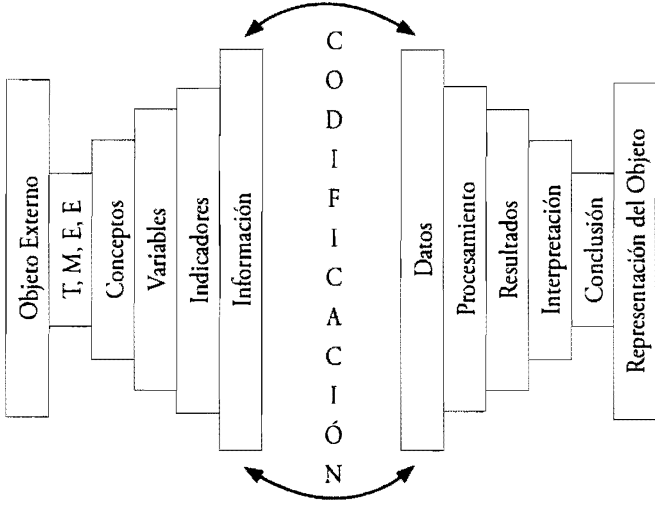 Objeto Externo
T, M, E, E
Conceptos
Variables
Indicadores
Información
CODIFICACIÓN
Datos
Procesamiento
Resultados
Interpretación
Conclusión
Representación del Objeto